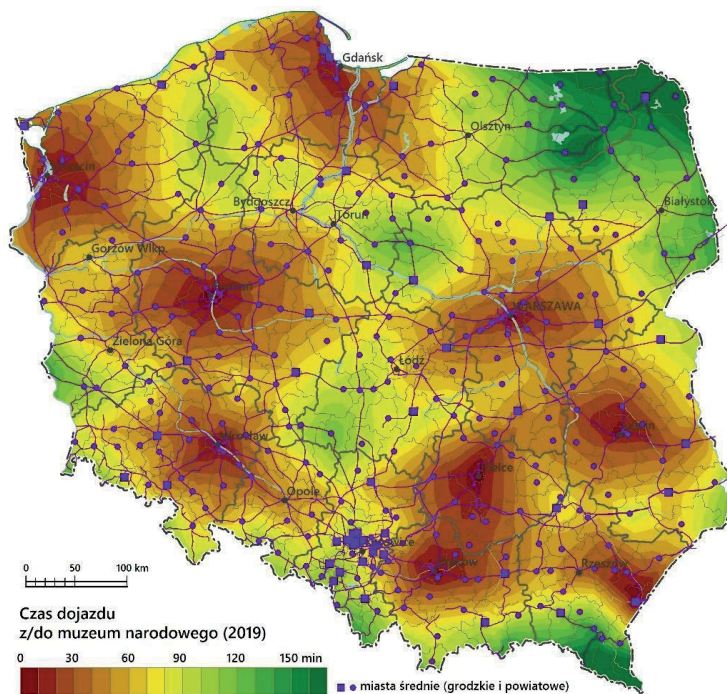 Gdańsk
Olsztyn
Bydgoszcz
Toruń
Białystok
Gorzów Wlkp.
WARSZAWA
Zielona Góra
Łódź
Opole
Rzeszów
0 50 100 km
Czas dojazdu
z/do muzeum narodowego (2019)
0 30 60 90 120 150 min
miasta średnie (grodzkie i powiatowe)